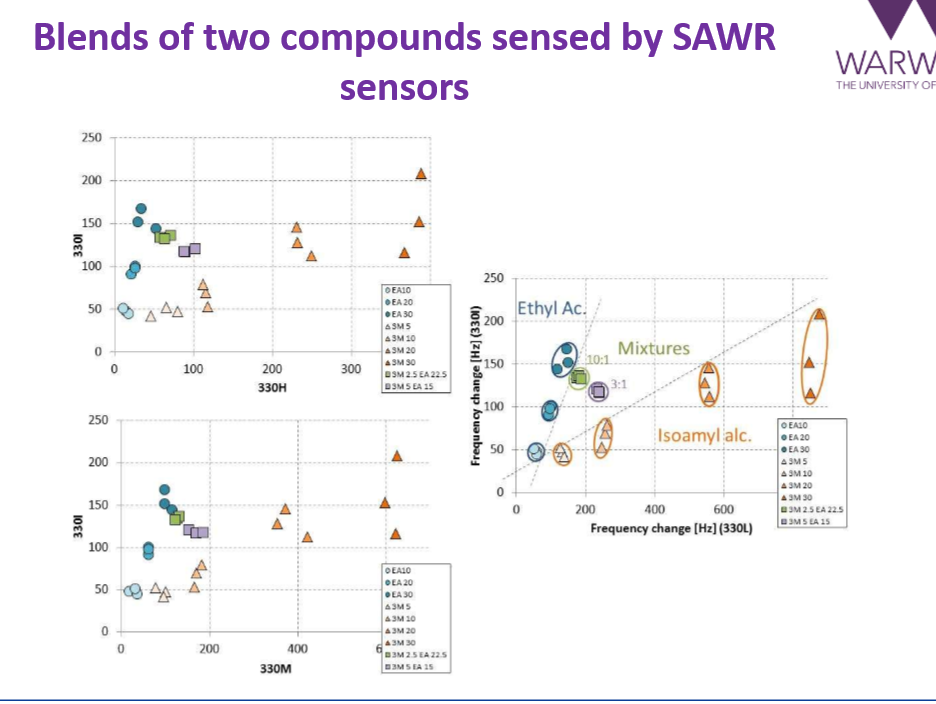 Blends of two compounds sensed by SAWR
sensors
WARW
THE UNIVERSITY OF
250
200
150
100
50
0
330I
0
100
200
300
330H
EA10
EA 20
EA 30
3M 5
3M 10
3M 20
3M 30
3M 2.5 EA 22.5
3M 5 EA 15
250
200
150
100
50
0
330I
0
200
400
6
330M
EA10
EA 20
EA 30
3M 5
3M 10
3M 20
3M 30
3M 2.5 EA 22.5
3M 5 EA 15
250
200
150
100
50
0
Frequency change [Hz] (330I)
Ethyl Ac.
Mixtures
10:1
3:1
Isoamyl alc.
0
200
400
600
Frequency change [Hz] (330L)
EA10
EA 20
EA 30
3M 5
3M 10
3M 20
3M 30
3M 2.5 EA 22.5
3M 5 EA 15